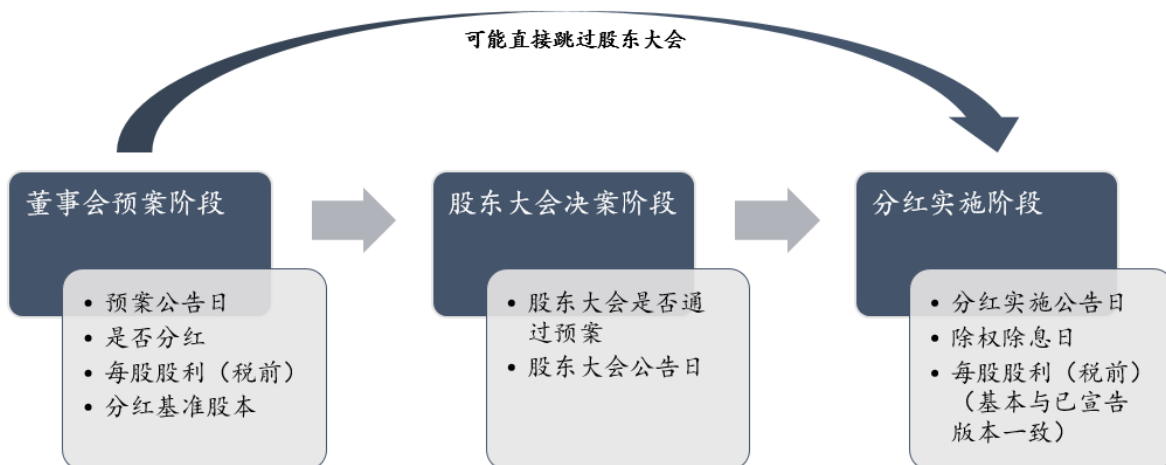 可能直接跳过股东大会
董事会预案阶段
• 预案公告日
• 是否分红
• 每股股利（税前）
• 分红基准股本
股东大会决案阶段
• 股东大会是否通
过预案
• 股东大会公告日
分红实施阶段
• 分红实施公告日
• 除权除息日
• 每股股利（税前）
（基本与已宣告
版本一致）